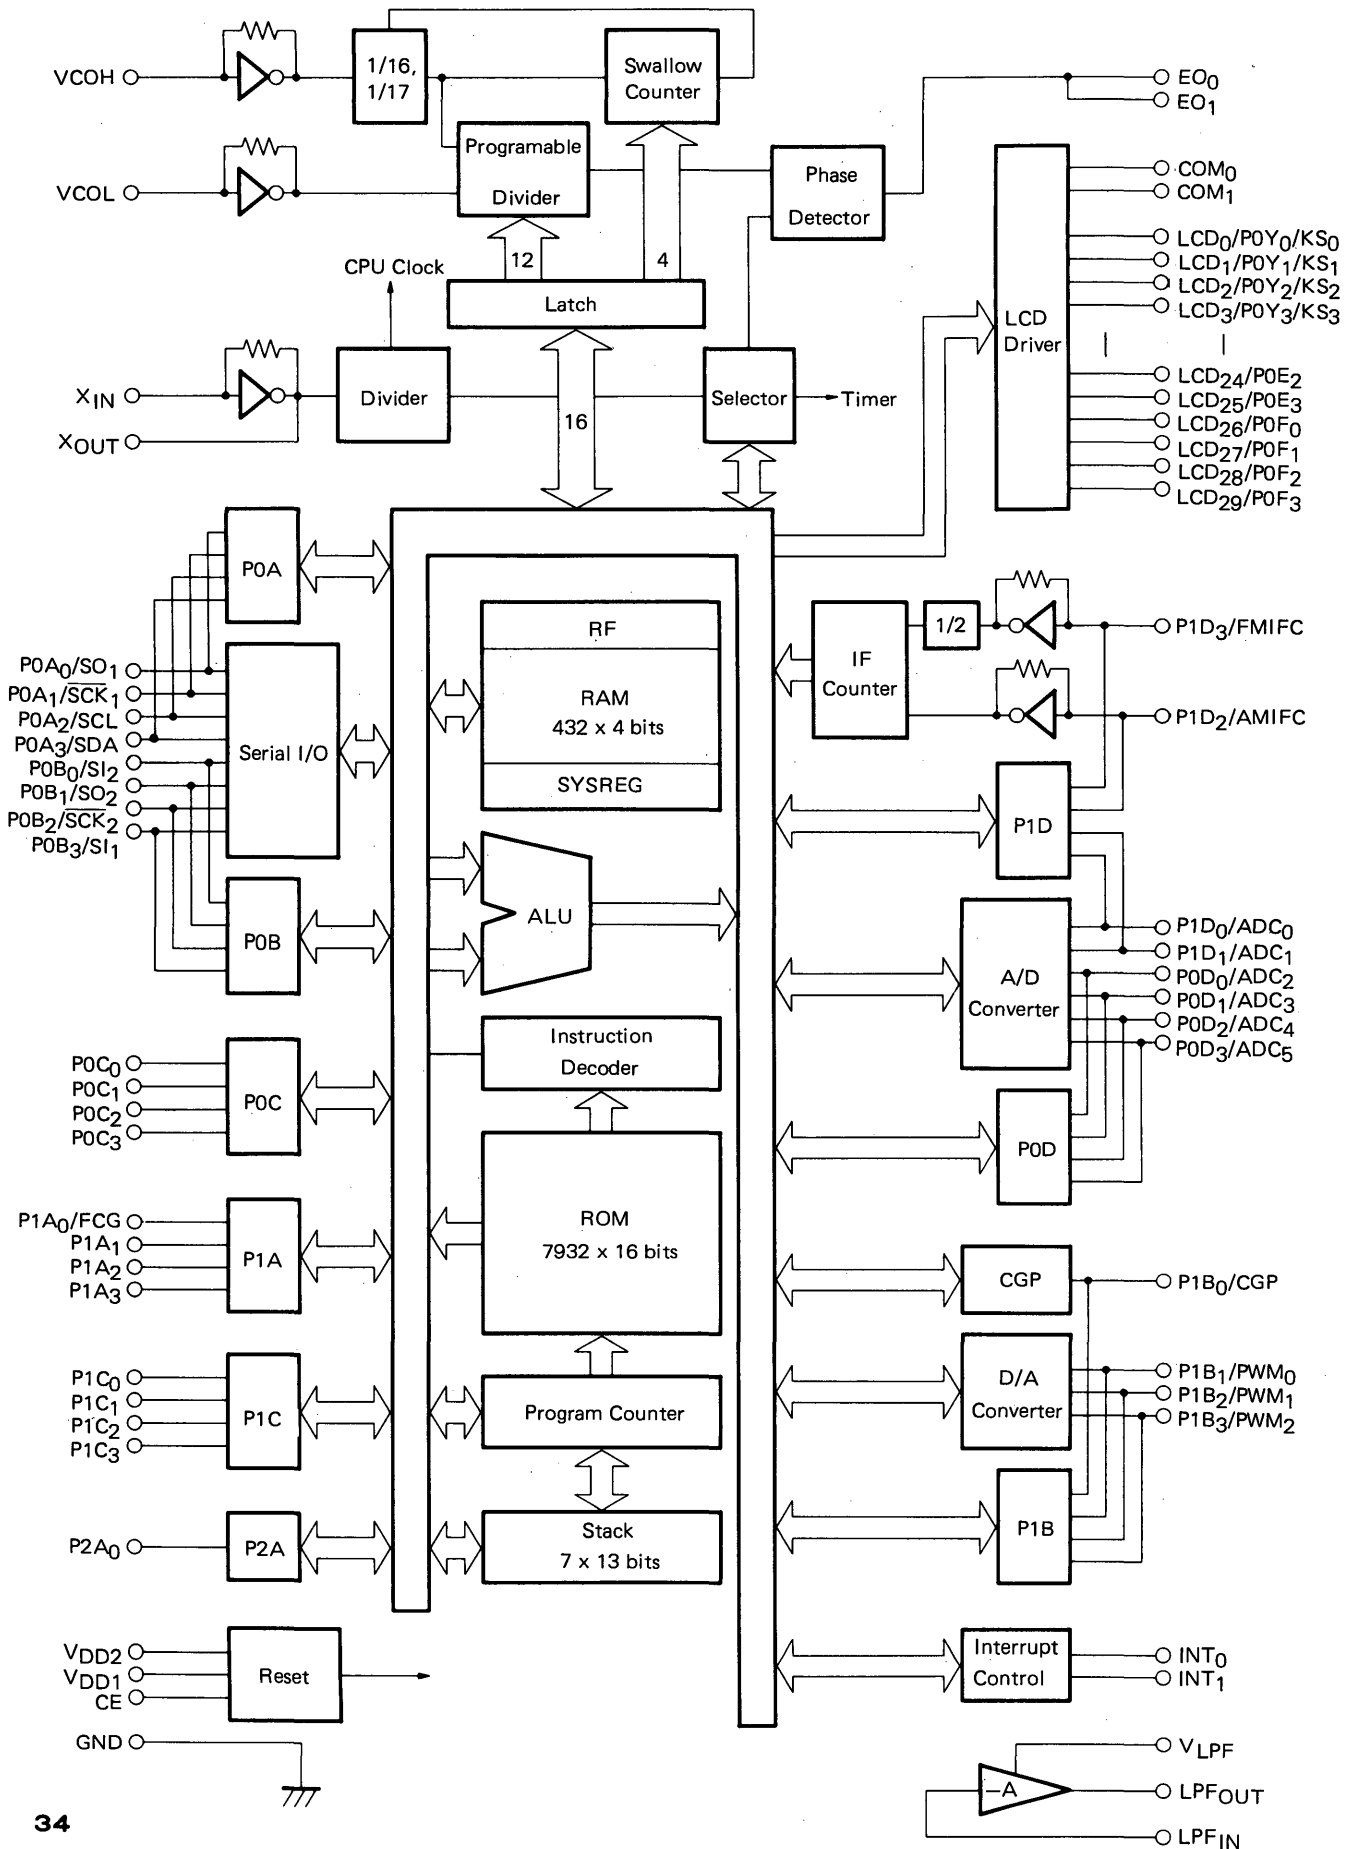 VCOH
1/16,
1/17
Swallow
Counter
EO0
EO1
VCOL
Programable
Divider
Phase
Detector
COM0
COM1
LCD0/P0Y0/KS0
LCD1/P0Y1/KS1
LCD2/P0Y2/KS2
LCD3/P0Y3/KS3
LCD
Driver
LCD24/P0E2
LCD25/P0E3
LCD26/P0F0
LCD27/P0F1
LCD28/P0F2
LCD29/P0F3
12
4
CPU Clock
Latch
XIN
XOUT
Divider
16
Selector
Timer
P0A
P0A0/SO1
P0A1/S̅C̅K̅1
P0A2/SCL
P0A3/SDA
P0B0/SI2
P0B1/SO2
P0B2/S̅C̅K̅2
P0B3/SI1
Serial I/O
P0B
RF
RAM
432 x 4 bits
SYSREG
ALU
IF
Counter
1/2
P1D3/FMIFC
P1D2/AMIFC
P1D
A/D
Converter
P1D0/ADC0
P1D1/ADC1
P0D0/ADC2
P0D1/ADC3
P0D2/ADC4
P0D3/ADC5
P0C0
P0C1
P0C2
P0C3
P0C
Instruction
Decoder
P0D
P1A0/FCG
P1A1
P1A2
P1A3
P1A
ROM
7932 x 16 bits
CGP
P1B0/CGP
P1C0
P1C1
P1C2
P1C3
P1C
Program Counter
D/A
Converter
P1B1/PWM0
P1B2/PWM1
P1B3/PWM2
P2A0
P2A
Stack
7 x 13 bits
P1B
VDD2
VDD1
CE
Reset
Interrupt
Control
INT0
INT1
GND
VLPF
-A
LPFOUT
LPFIN
34